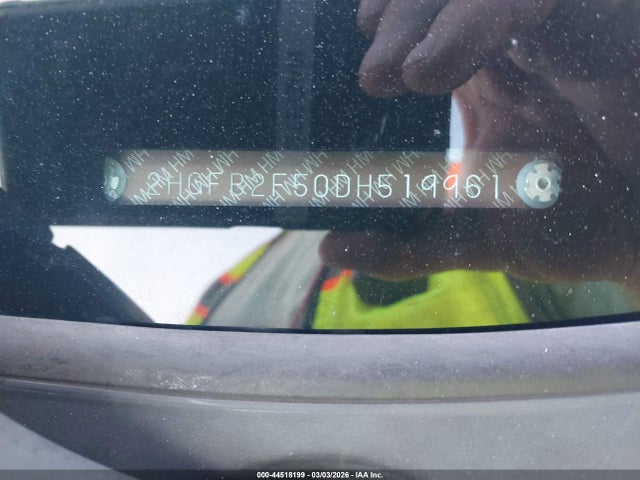 2HGFB2F50DH519961
000-44518199 | 03/03/2026 - IAA Inc.